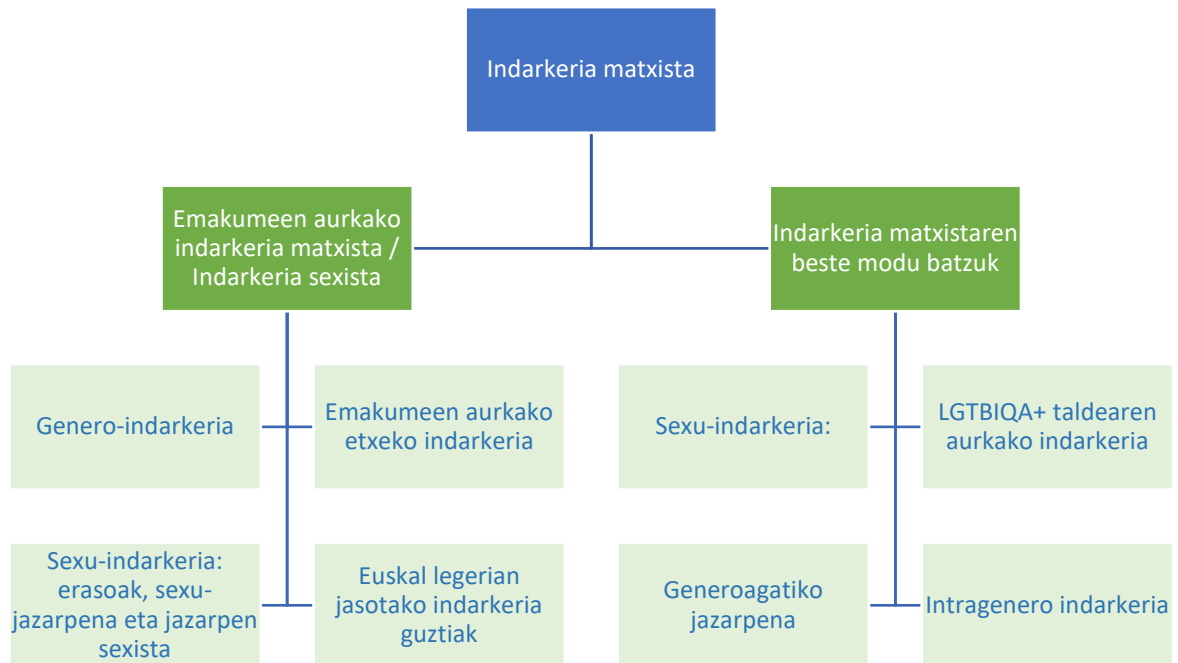 Indarkeria matxista
Emakumeen aurkako
indarkeria matxista /
Indarkeria sexista
Indarkeria matxistaren
beste modu batzuk
Genero-indarkeria
Emakumeen aurkako
etxeko indarkeria
Sexu-indarkeria:
LGTBIQA+ taldearen
aurkako indarkeria
Sexu-indarkeria:
erasoak, sexu-
jazarpena eta jazarpen
sexista
Euskal legerian
jasotako indarkeria
guztiak
Generoagatiko
jazarpena
Intragenero indarkeria